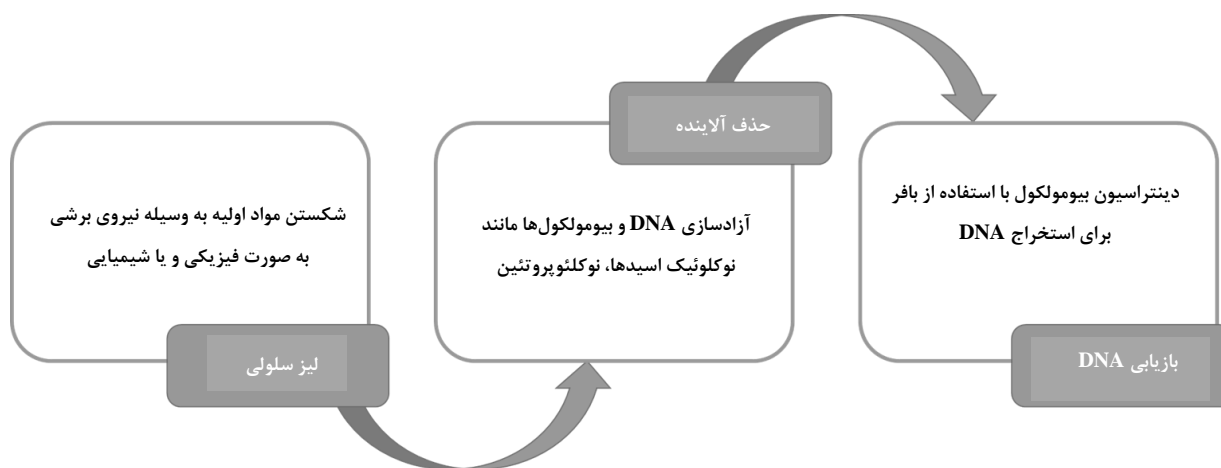 شکستن مواد اولیه به وسیله نیروی برشی
به صورت فیزیکی و یا شیمیایی
لیز سلولی
حذف آلاینده
آزادسازی DNA و بیومولکول‌ها مانند
نوکلوئیک اسیدها، نوکلئوپروتئین
دینتراسیون بیومولکول با استفاده از بافر
برای استخراج DNA
بازیابی DNA